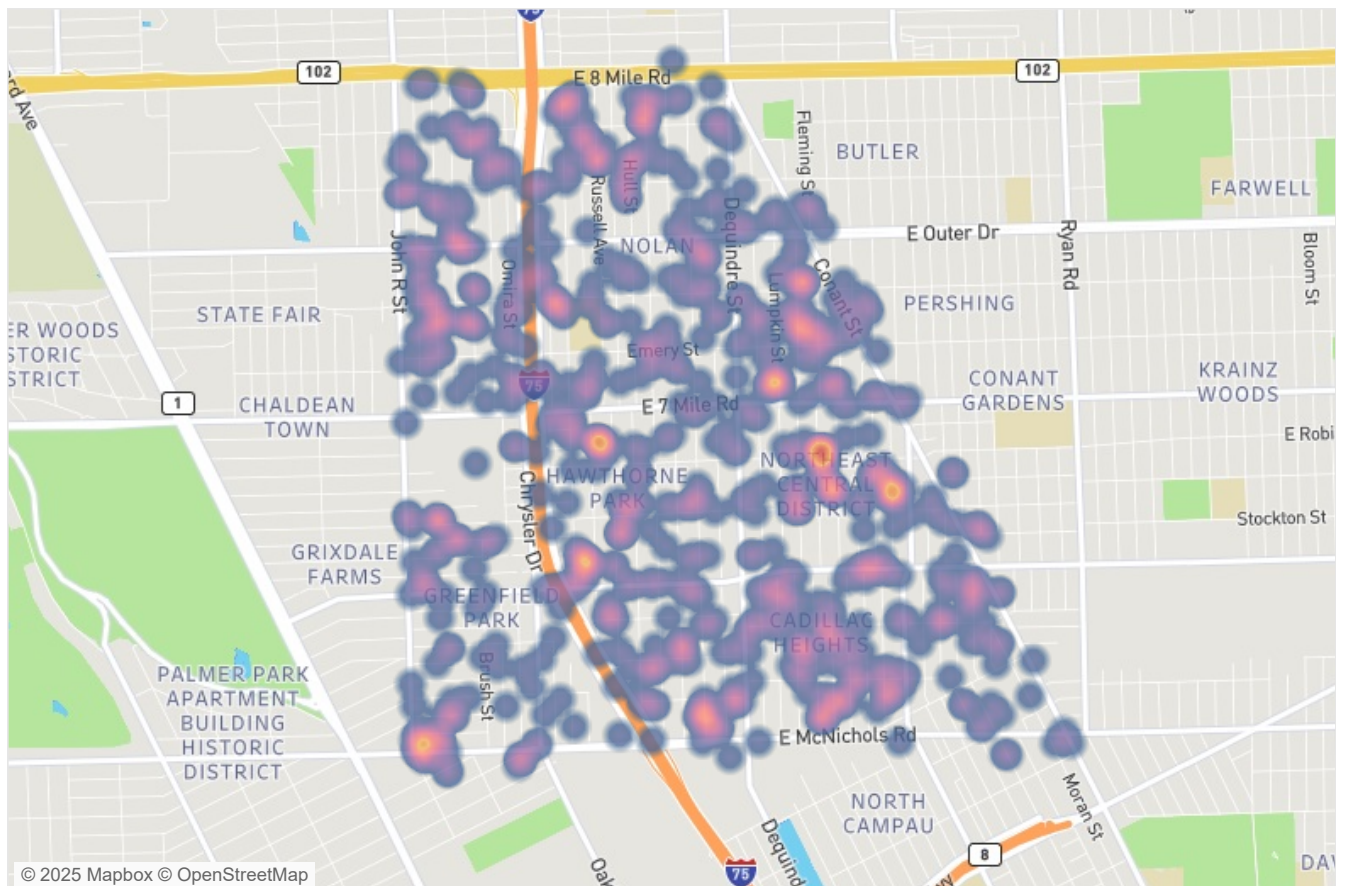 75
102
E 8 Mile Rd
102
Fleming St
BUTLER
Hull St
FARWELL
Russell Ave
Dequindre St
E Outer Dr
Ryan Rd
Bloom St
John R St
NOLAN
Omira St
Lumpkin St
Conant St
STATE FAIR
PERSHING
ER WOODS
STORIC
STRICT
Emery St
75
CONANT
GARDENS
KRAINZ
WOODS
1
CHALDEAN
TOWN
E 7 Mile Rd
E Robi
HAWTHORNE
PARK
NORTHEAST
CENTRAL
DISTRICT
Chrysler Dr
Stockton St
GRIXDALE
FARMS
GREENFIELD
PARK
CADILLAC
HEIGHTS
Brush St
PALMER PARK
APARTMENT
BUILDING
HISTORIC
DISTRICT
E McNichols Rd
Moran St
NORTH
CAMPAU
Dequind
8
75
Oak
DAV
wy
© 2025 Mapbox © OpenStreetMap